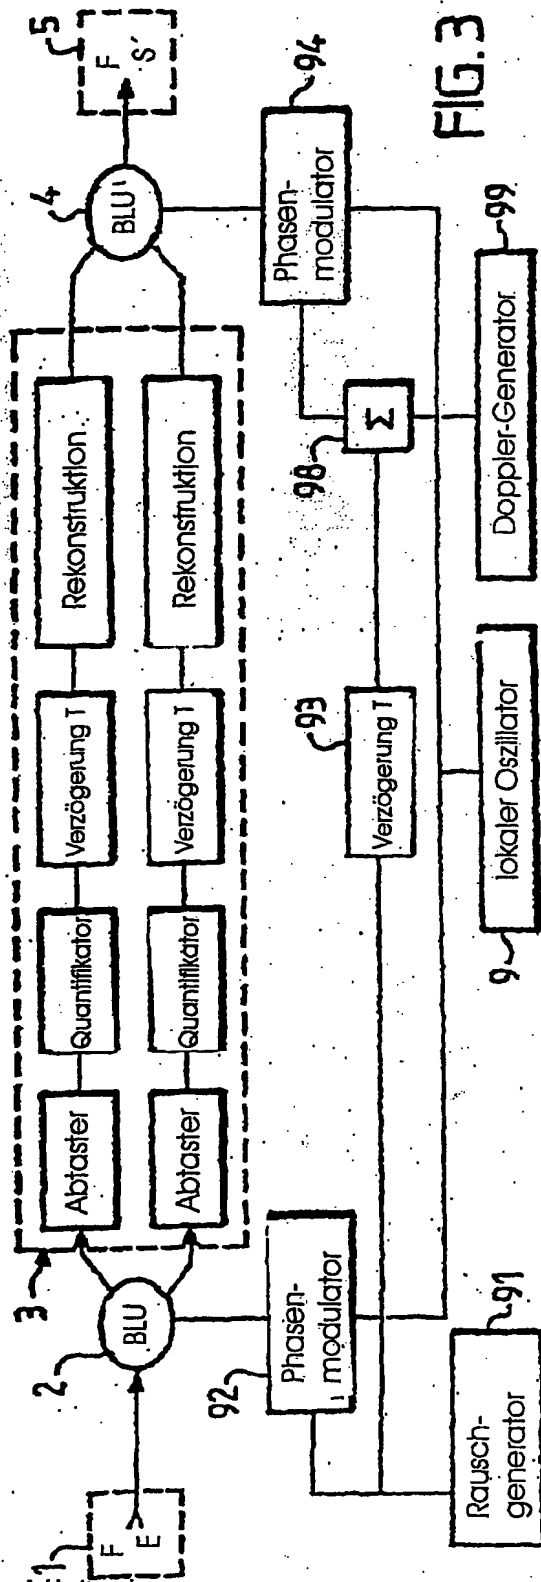 5
F
S'
4
BLU'
94
Phasen-
modulator
FIG.3
Rekonstruktion
Rekonstruktion
98
Σ
99
Doppler-Generator
Verzögerung T
Verzögerung T
93
Verzögerung T
lokaler Oszillator
9
Quantifikator
Quantifikator
Abtaster
Abtaster
3
2
BLU
92
Phasen-
modulator
91
Rausch-
generator
1
F
E